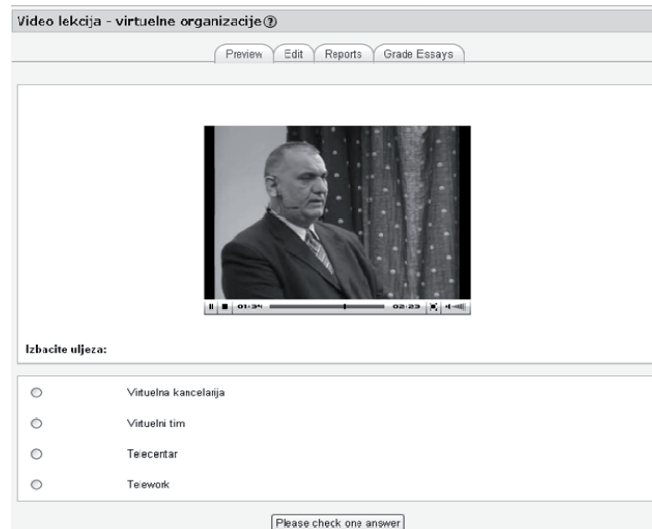 Video lekcija - virtuelne organizacije ?
Preview Edit Reports Grade Essays
01:34 02:23
Izbacite uljeza:
Virtuelna kancelarija
Virtuelni tim
Telecentar
Telework
Please check one answer